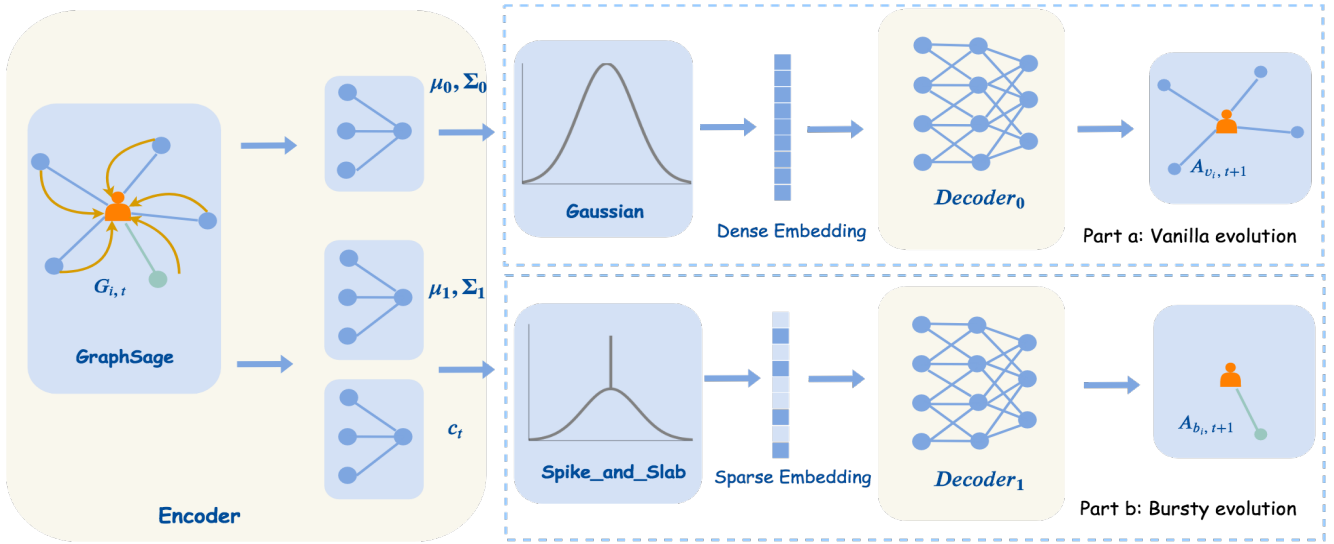 G_{i, t}
GraphSage
μ₀, Σ₀
μ₁, Σ₁
c_t
Encoder
Gaussian
Dense Embedding
Decoder₀
A_{v_i, t+1}
Part a: Vanilla evolution
Spike_and_Slab
Sparse Embedding
Decoder₁
A_{b_i, t+1}
Part b: Bursty evolution